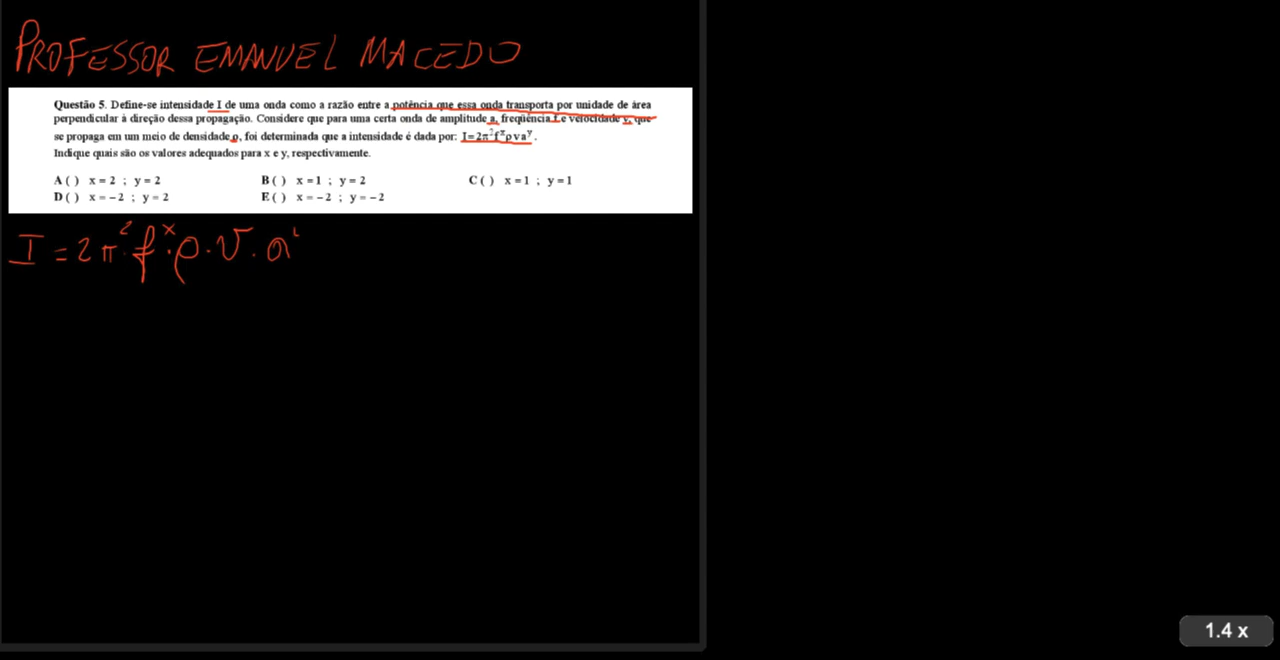 PROFESSOR EMANUEL MACEDO
Questão 5. Define-se intensidade I de uma onda como a razão entre a potência que essa onda transporta por unidade de área
perpendicular à direção dessa propagação. Considere que para uma certa onda de amplitude a, freqüência f e velocidade v, que
se propaga em um meio de densidade ρ, foi determinada que a intensidade é dada por: I=2π²fˣρvaʸ.
Indique quais são os valores adequados para x e y, respectivamente.
A ( ) x = 2 ; y = 2 B ( ) x = 1 ; y = 2 C ( ) x = 1 ; y = 1
D ( ) x = − 2 ; y = 2 E ( ) x = − 2 ; y = − 2
I = 2π²·fˣ·ρ·v·a
1.4 x